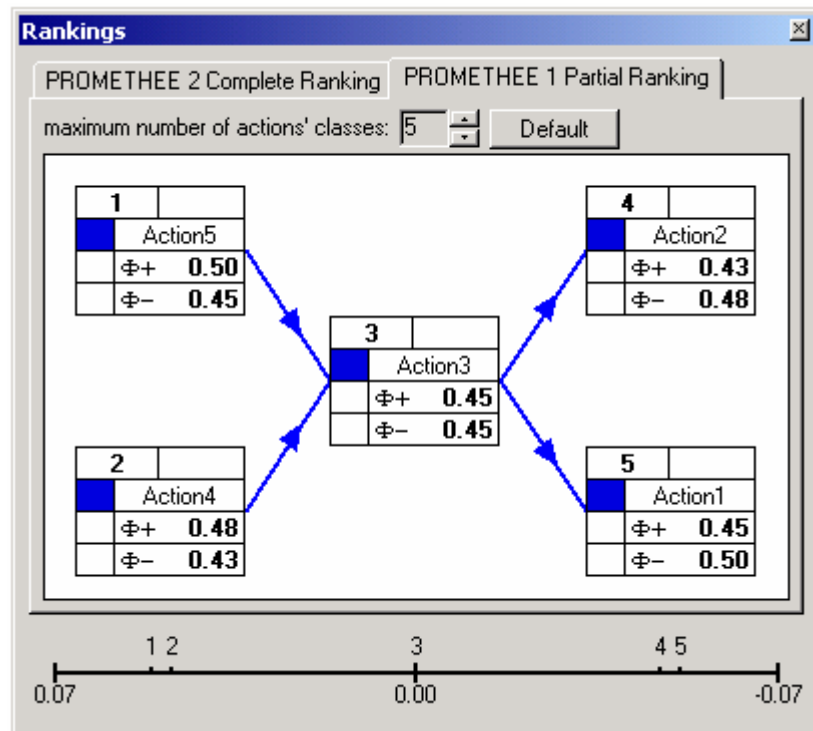 Rankings
PROMETHEE 2 Complete Ranking
PROMETHEE 1 Partial Ranking
maximum number of actions' classes: 5 Default
1
Action5
Φ+ 0.50
Φ− 0.45
4
Action2
Φ+ 0.43
Φ− 0.48
3
Action3
Φ+ 0.45
Φ− 0.45
2
Action4
Φ+ 0.48
Φ− 0.43
5
Action1
Φ+ 0.45
Φ− 0.50
1 2 3 4 5
0.07 0.00 -0.07